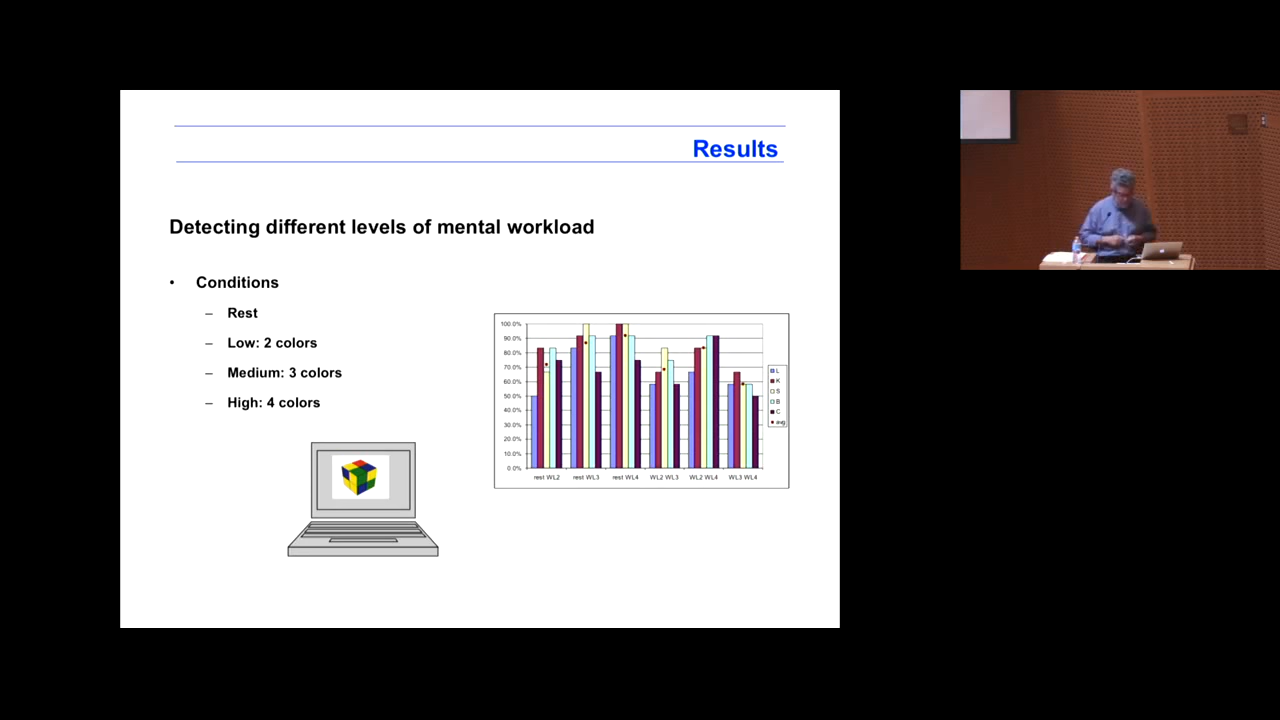 Results
Detecting different levels of mental workload
• Conditions
– Rest
– Low: 2 colors
– Medium: 3 colors
– High: 4 colors
100.0%
90.0%
80.0%
70.0%
60.0%
50.0%
40.0%
30.0%
20.0%
10.0%
0.0%
rest WL2 rest WL3 rest WL4 WL2 WL3 WL2 WL4 WL3 WL4
L
K
S
B
C
avg